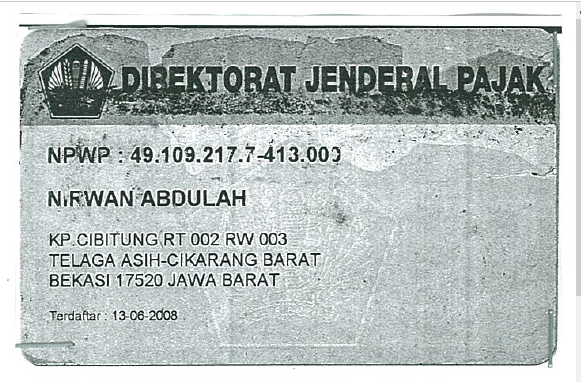 DIREKTORAT JENDERAL PAJAK
NPWP : 49.109.217.7-413.000
NIRWAN ABDULAH
KP.CIBITUNG RT 002 RW 003
TELAGA ASIH-CIKARANG BARAT
BEKASI 17520 JAWA BARAT
Terdaftar : 13-06-2008